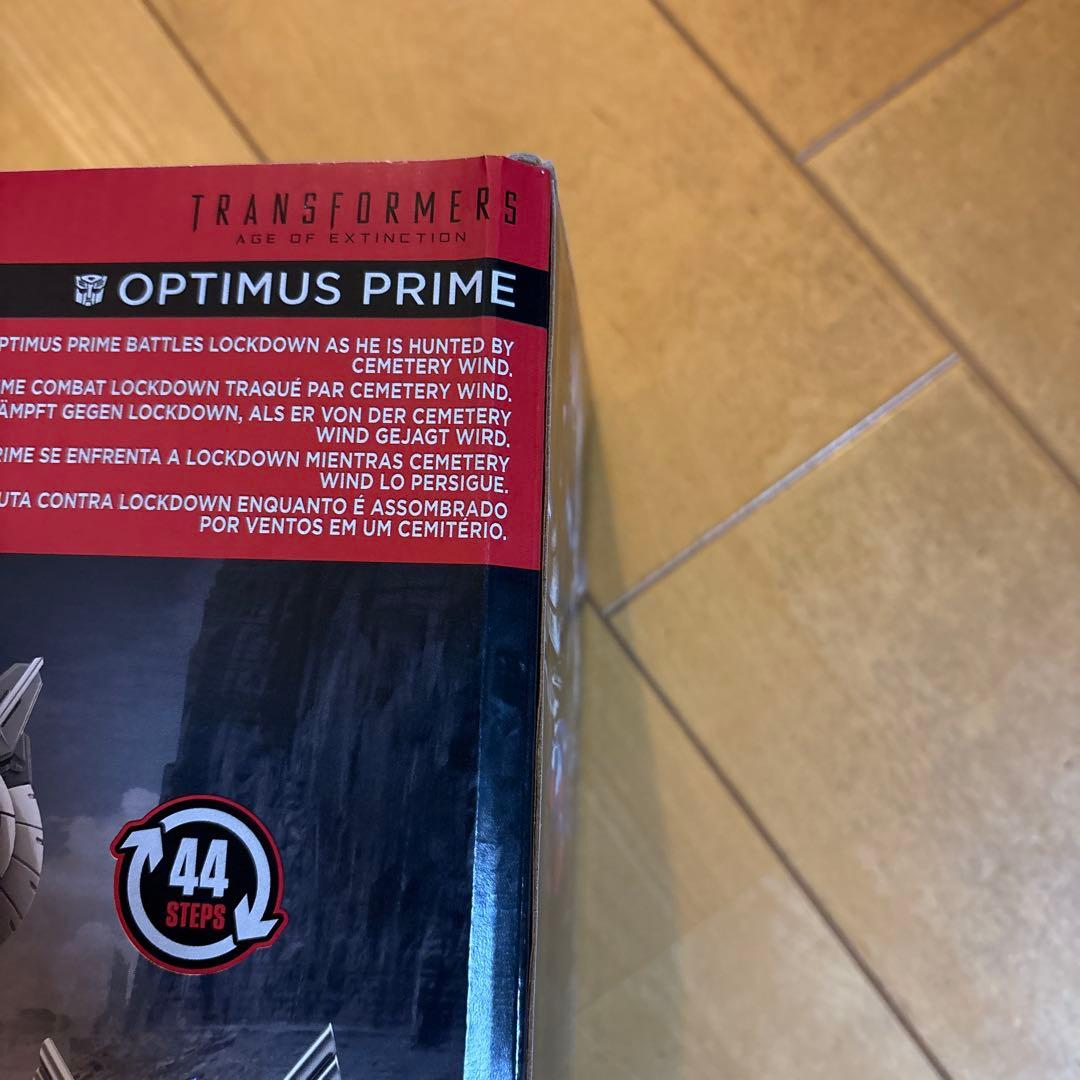 TRANSFORMERS
AGE OF EXTINCTION
OPTIMUS PRIME
PTIMUS PRIME BATTLES LOCKDOWN AS HE IS HUNTED BY
CEMETERY WIND.
ME COMBAT LOCKDOWN TRAQUÉ PAR CEMETERY WIND.
ÄMPFT GEGEN LOCKDOWN, ALS ER VON DER CEMETERY
WIND GEJAGT WIRD.
RIME SE ENFRENTA A LOCKDOWN MIENTRAS CEMETERY
WIND LO PERSIGUE.
UTA CONTRA LOCKDOWN ENQUANTO É ASSOMBRADO
POR VENTOS EM UM CEMITÉRIO.
44
STEPS